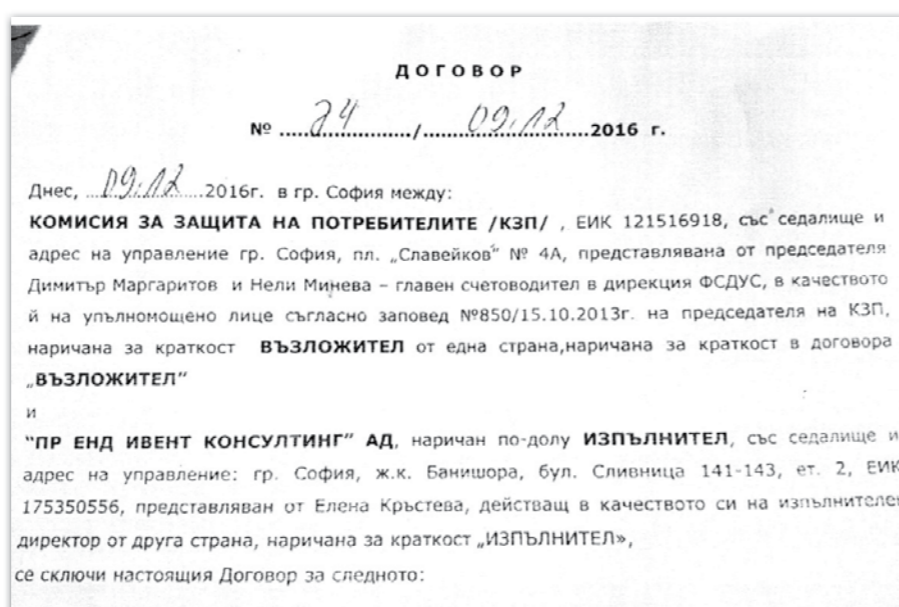 ДОГОВОР
№ ....24............/......09.12.......2016 г.
Днес, ...09.12....2016г. в гр. София между:
КОМИСИЯ ЗА ЗАЩИТА НА ПОТРЕБИТЕЛИТЕ /КЗП/ , ЕИК 121516918, със седалище и
адрес на управление гр. София, пл. „Славейков" № 4А, представлявана от председателя
Димитър Маргаритов и Нели Минева – главен счетоводител в дирекция ФСДУС, в качеството
й на упълномощено лице съгласно заповед №850/15.10.2013г. на председателя на КЗП,
наричана за краткост ВЪЗЛОЖИТЕЛ от една страна,наричана за краткост в договора
„ВЪЗЛОЖИТЕЛ"
и
"ПР ЕНД ИВЕНТ КОНСУЛТИНГ" АД, наричан по-долу ИЗПЪЛНИТЕЛ, със седалище и
адрес на управление: гр. София, ж.к. Банишора, бул. Сливница 141-143, ет. 2, ЕИК
175350556, представляван от Елена Кръстева, действащ в качеството си на изпълнителен
директор от друга страна, наричана за краткост „ИЗПЪЛНИТЕЛ»,
се сключи настоящия Договор за следното: